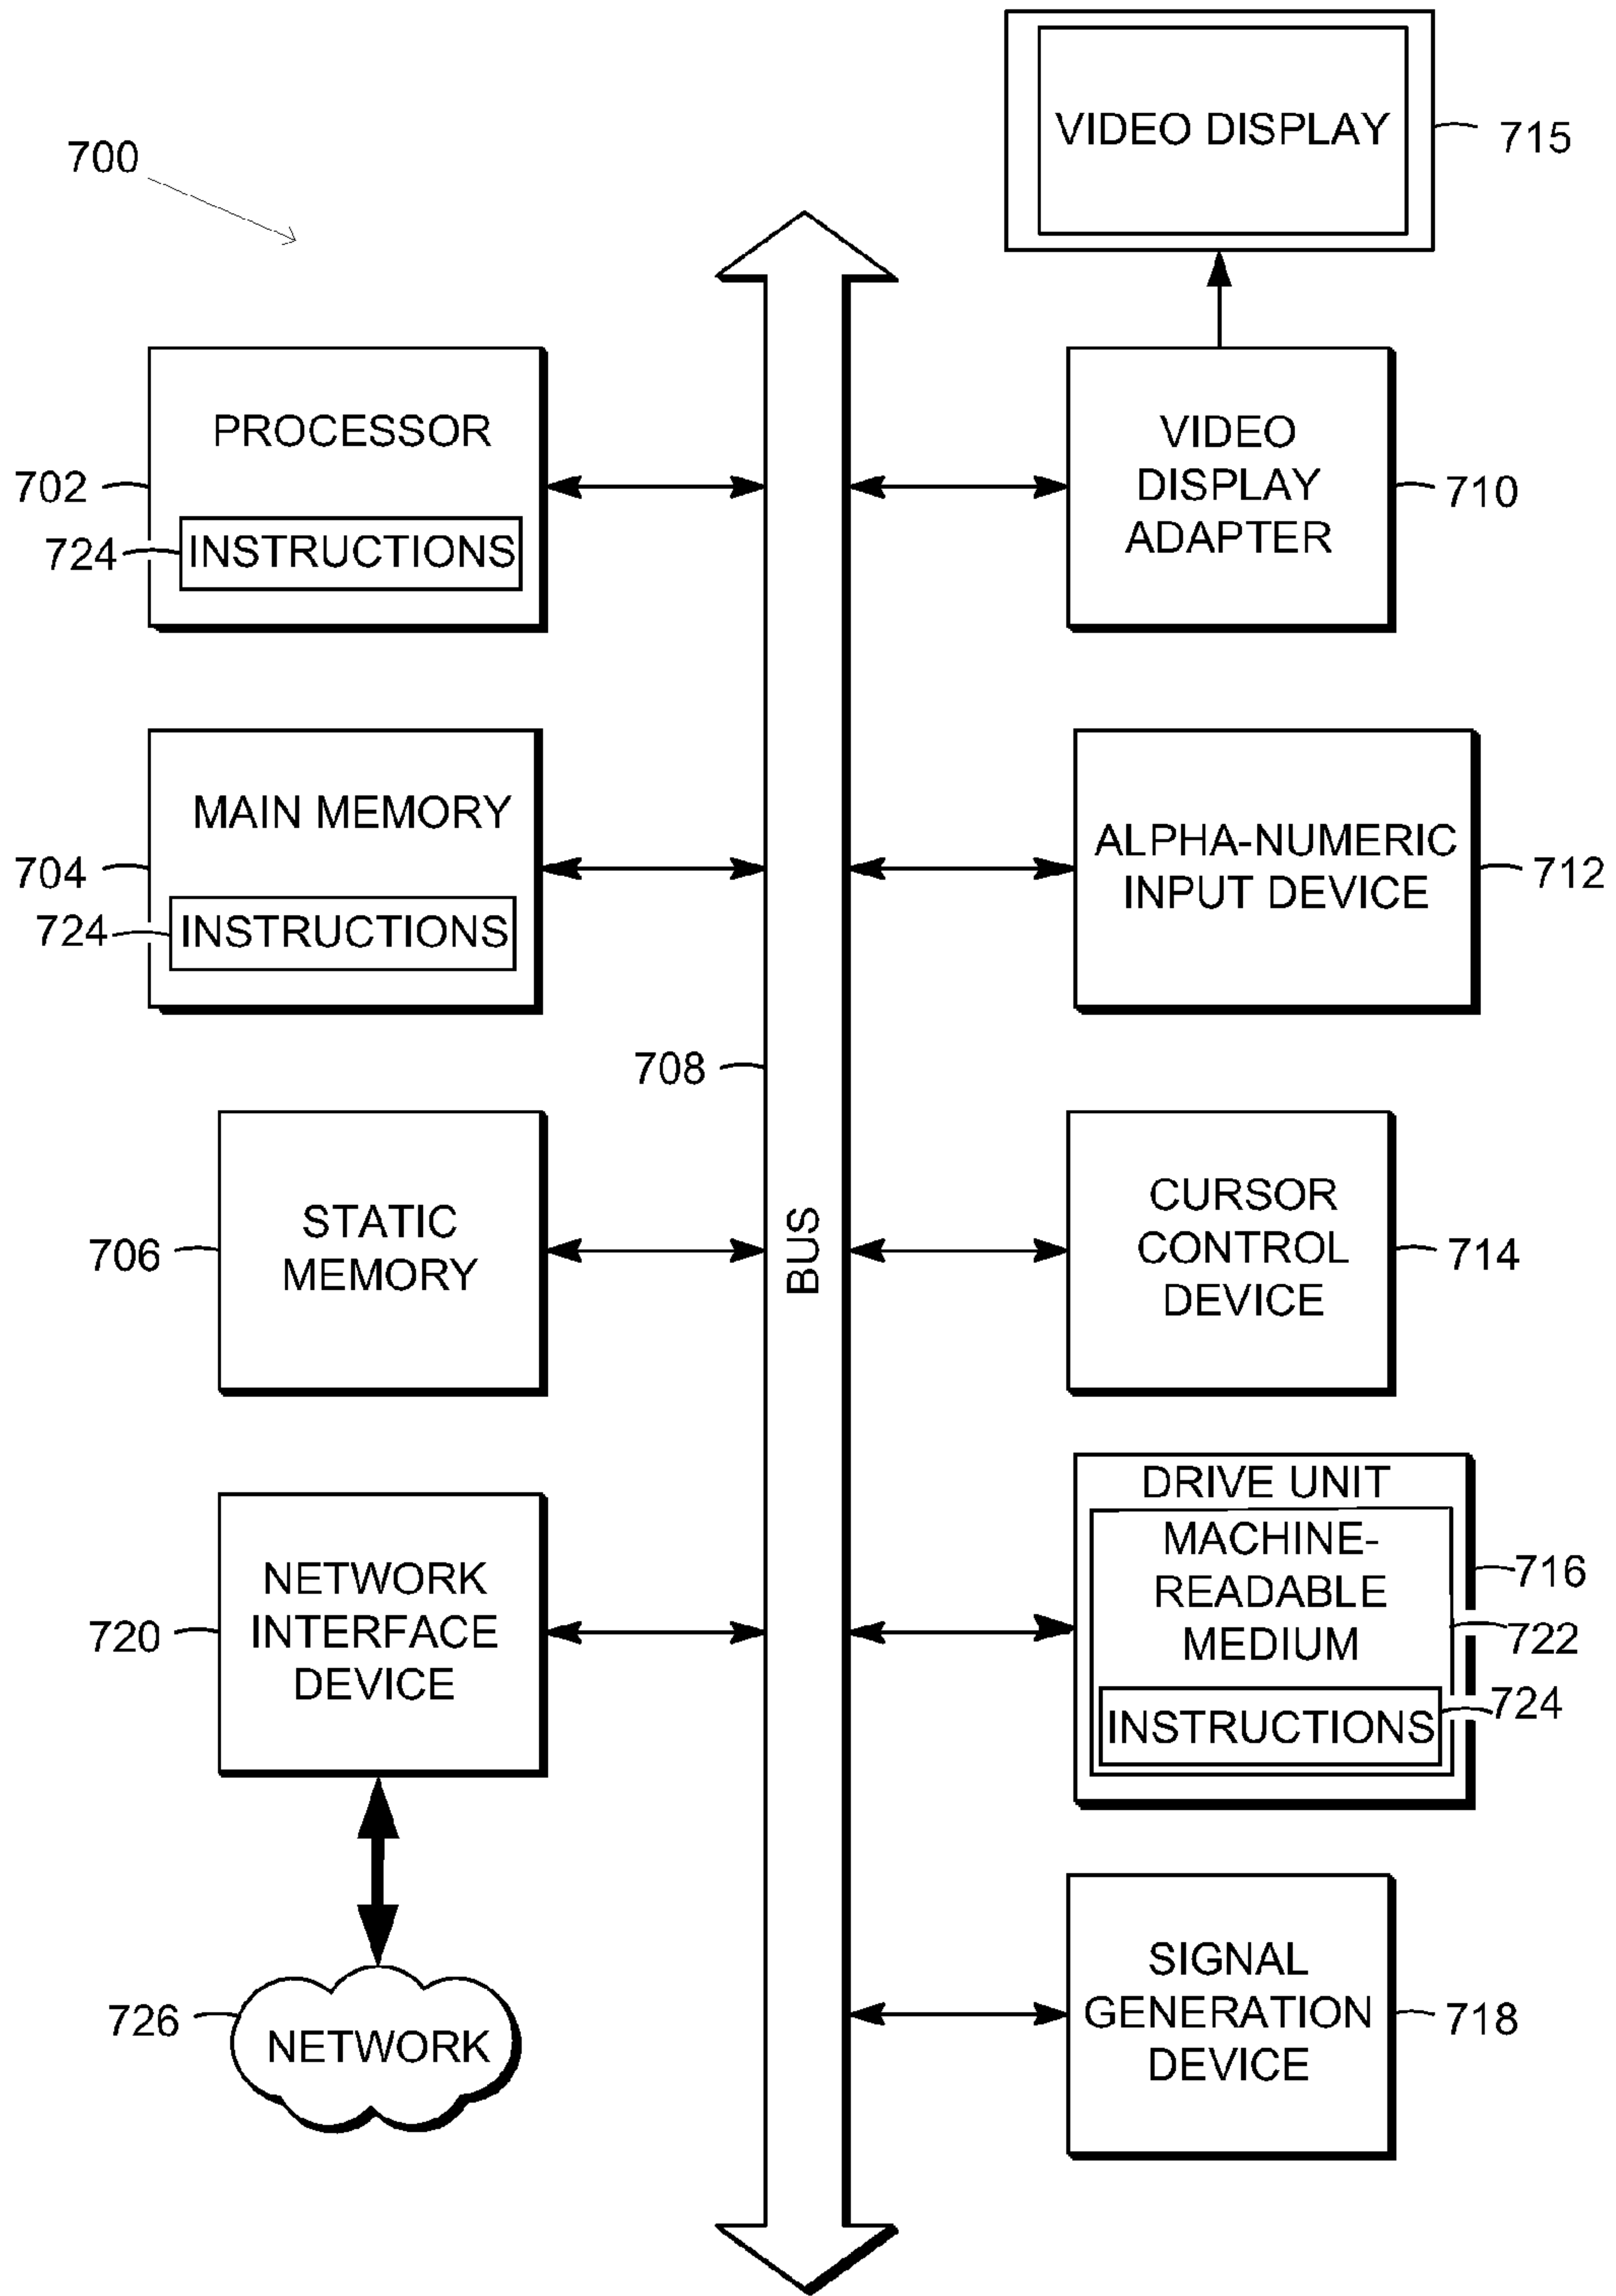 700
VIDEO DISPLAY
715
PROCESSOR
702
724
INSTRUCTIONS
VIDEO
DISPLAY
ADAPTER
710
MAIN MEMORY
704
724
INSTRUCTIONS
ALPHA-NUMERIC
INPUT DEVICE
712
708
BUS
STATIC
MEMORY
706
CURSOR
CONTROL
DEVICE
714
NETWORK
INTERFACE
DEVICE
720
DRIVE UNIT
MACHINE-
READABLE
MEDIUM
INSTRUCTIONS
716
722
724
726
NETWORK
SIGNAL
GENERATION
DEVICE
718